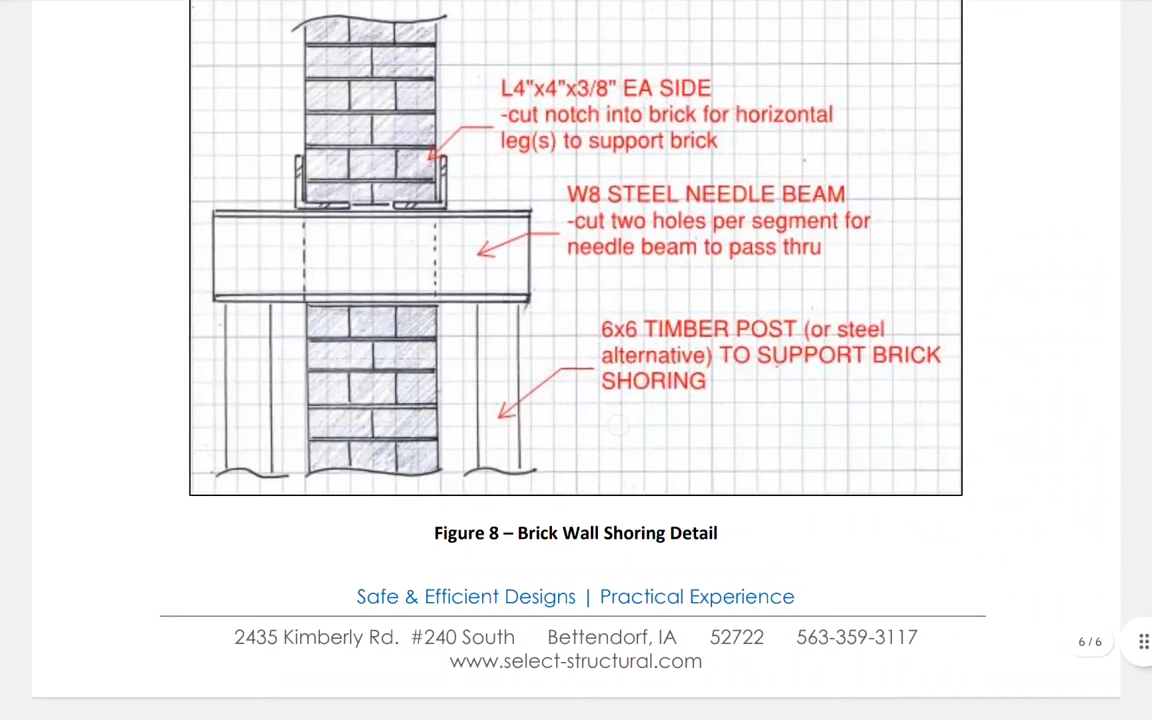 L4"x4"x3/8" EA SIDE
-cut notch into brick for horizontal
leg(s) to support brick
W8 STEEL NEEDLE BEAM
-cut two holes per segment for
needle beam to pass thru
6x6 TIMBER POST (or steel
alternative) TO SUPPORT BRICK
SHORING
Figure 8 – Brick Wall Shoring Detail
Safe & Efficient Designs | Practical Experience
2435 Kimberly Rd. #240 South Bettendorf, IA 52722 563-359-3117
www.select-structural.com
6 / 6